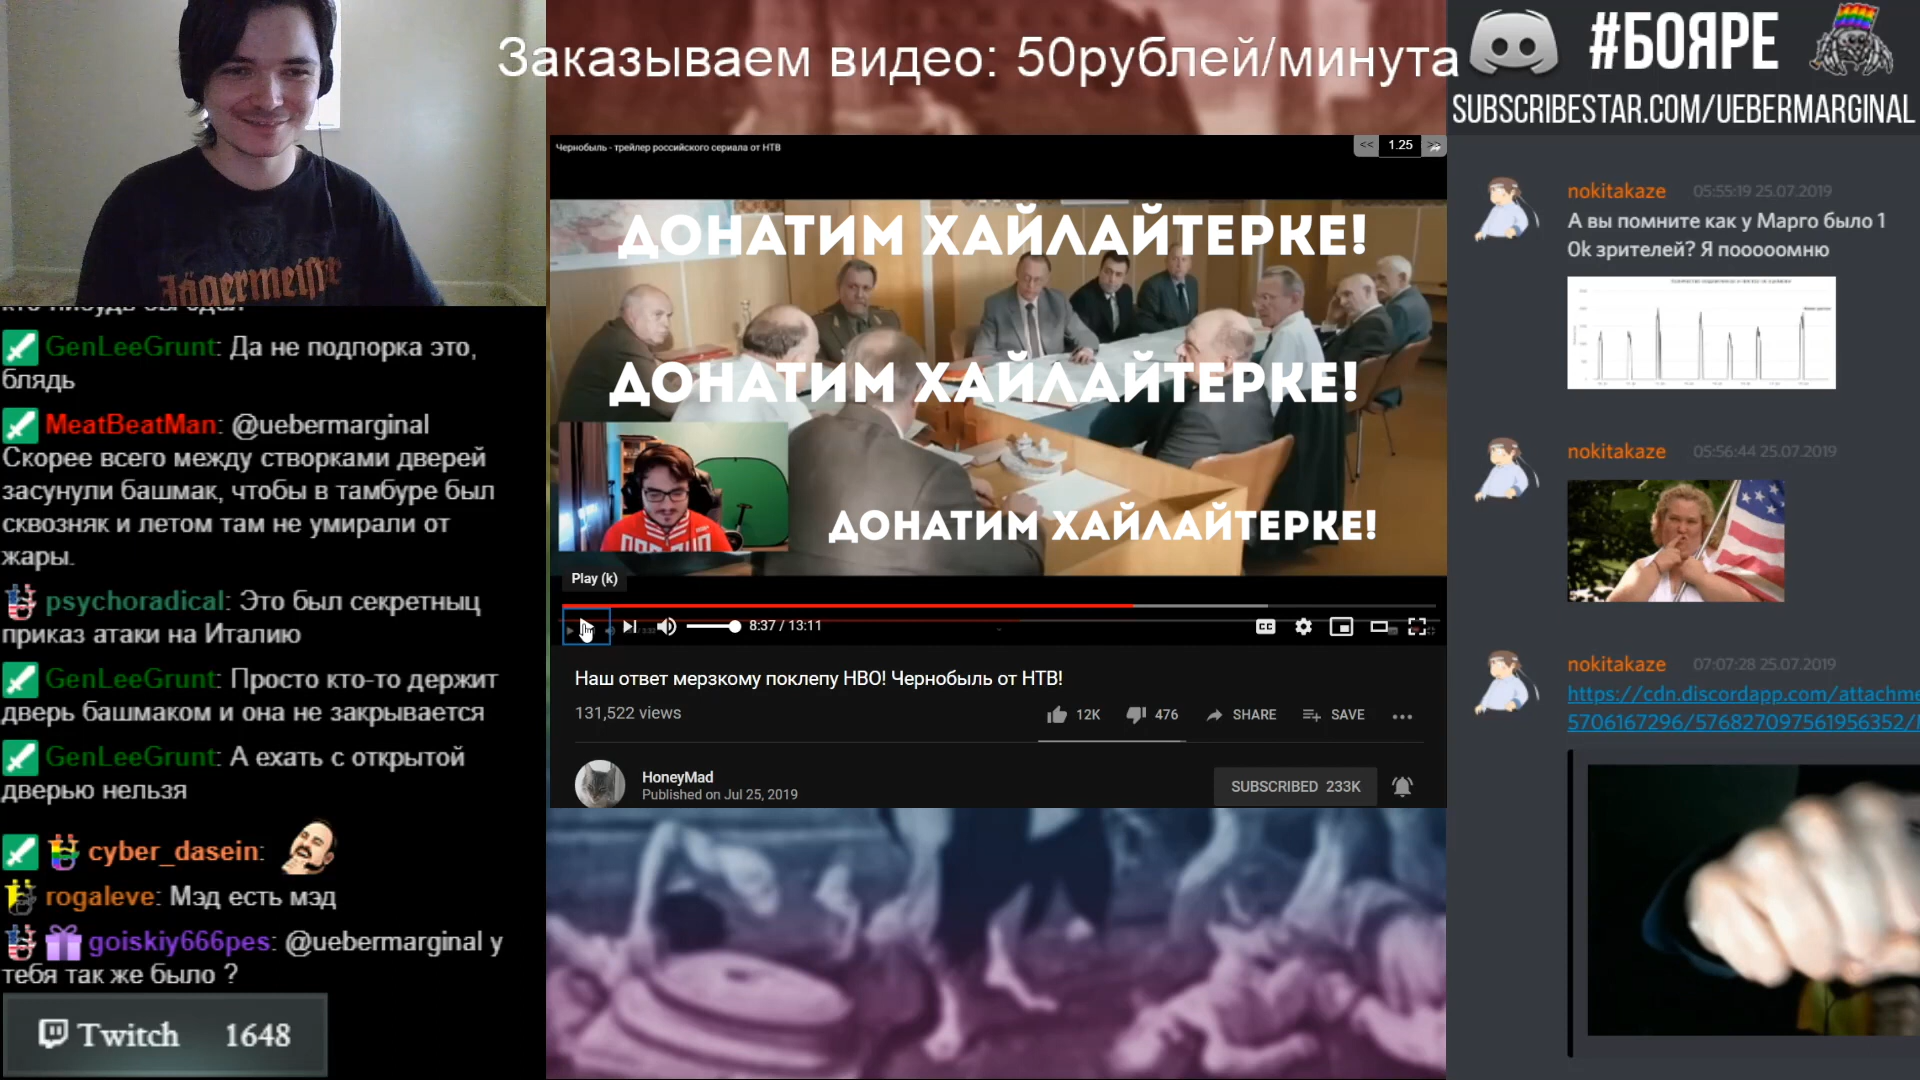 Заказываем видео: 50рублей/минута
#БОЯРЕ
SUBSCRIBESTAR.COM/UEBERMARGINAL
Jägermeister
GenLeeGrunt: Да не подпорка это,
блядь
MeatBeatMan: @uebermarginal
Скорее всего между створками дверей
засунули башмак, чтобы в тамбуре был
сквозняк и летом там не умирали от
жары.
psychoradical: Это был секретныц
приказ атаки на Италию
GenLeeGrunt: Просто кто-то держит
дверь башмаком и она не закрывается
GenLeeGrunt: А ехать с открытой
дверью нельзя
cyber_dasein:
rogaleve: Мэд есть мэд
goiskiy666pes: @uebermarginal у
тебя так же было ?
Twitch 1648
Чернобыль - трейлер российского сериала от НТВ
<< 1.25 >>
ДОНАТИМ ХАЙЛАЙТЕРКЕ!
ДОНАТИМ ХАЙЛАЙТЕРКЕ!
ДОНАТИМ ХАЙЛАЙТЕРКЕ!
Play (k)
8:37 / 13:11
CC
Наш ответ мерзкому поклепу HBO! Чернобыль от НТВ!
131,522 views
12K 476 SHARE SAVE
HoneyMad
Published on Jul 25, 2019
SUBSCRIBED 233K
nokitakaze 05:55:19 25.07.2019
А вы помните как у Марго было 1
0k зрителей? Я пооооомню
nokitakaze 05:56:44 25.07.2019
nokitakaze 07:07:28 25.07.2019
https://cdn.discordapp.com/attachme
5706167296/576827097561956352/